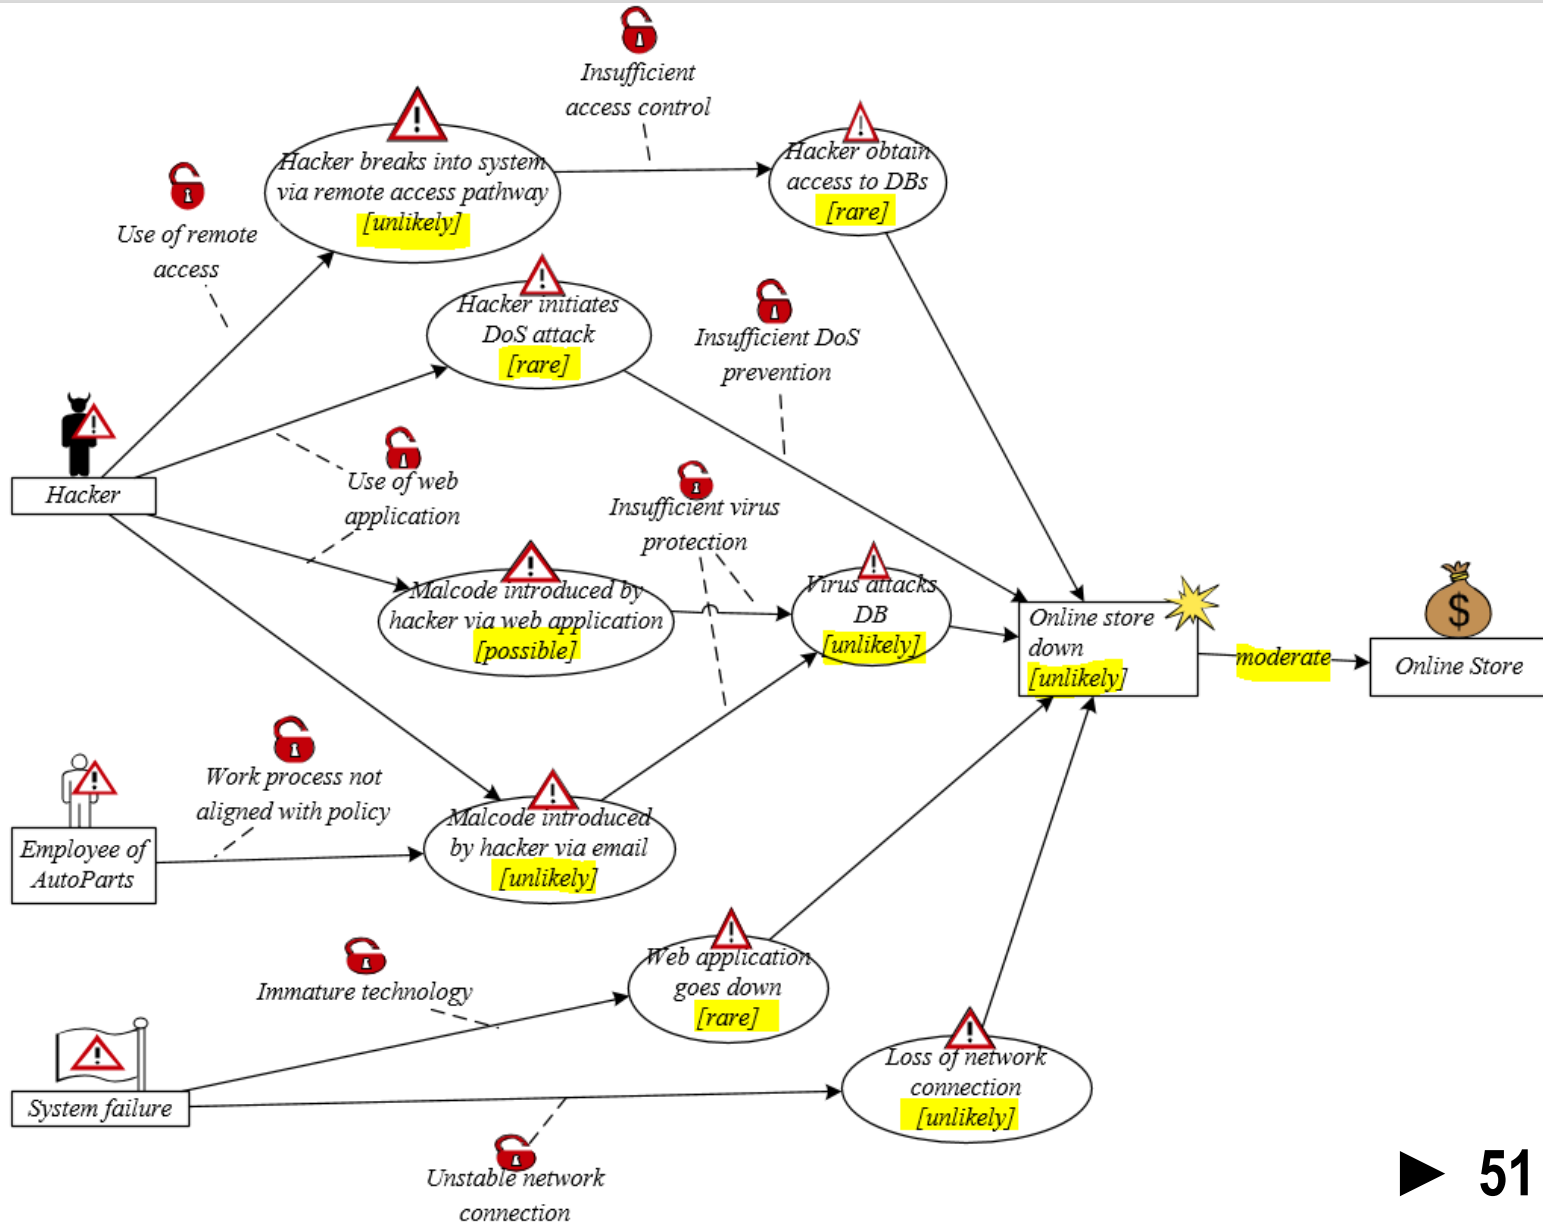 Insufficient
access control
Hacker breaks into system
via remote access pathway
[unlikely]
Hacker obtain
access to DBs
[rare]
Use of remote
access
Hacker initiates
DoS attack
[rare]
Insufficient DoS
prevention
Hacker
Use of web
application
Insufficient virus
protection
Malcode introduced by
hacker via web application
[possible]
Virus attacks
DB
[unlikely]
Online store
down
[unlikely]
moderate
Online Store
Work process not
aligned with policy
Employee of
AutoParts
Malcode introduced
by hacker via email
[unlikely]
Immature technology
Web application
goes down
[rare]
System failure
Loss of network
connection
[unlikely]
Unstable network
connection
► 51